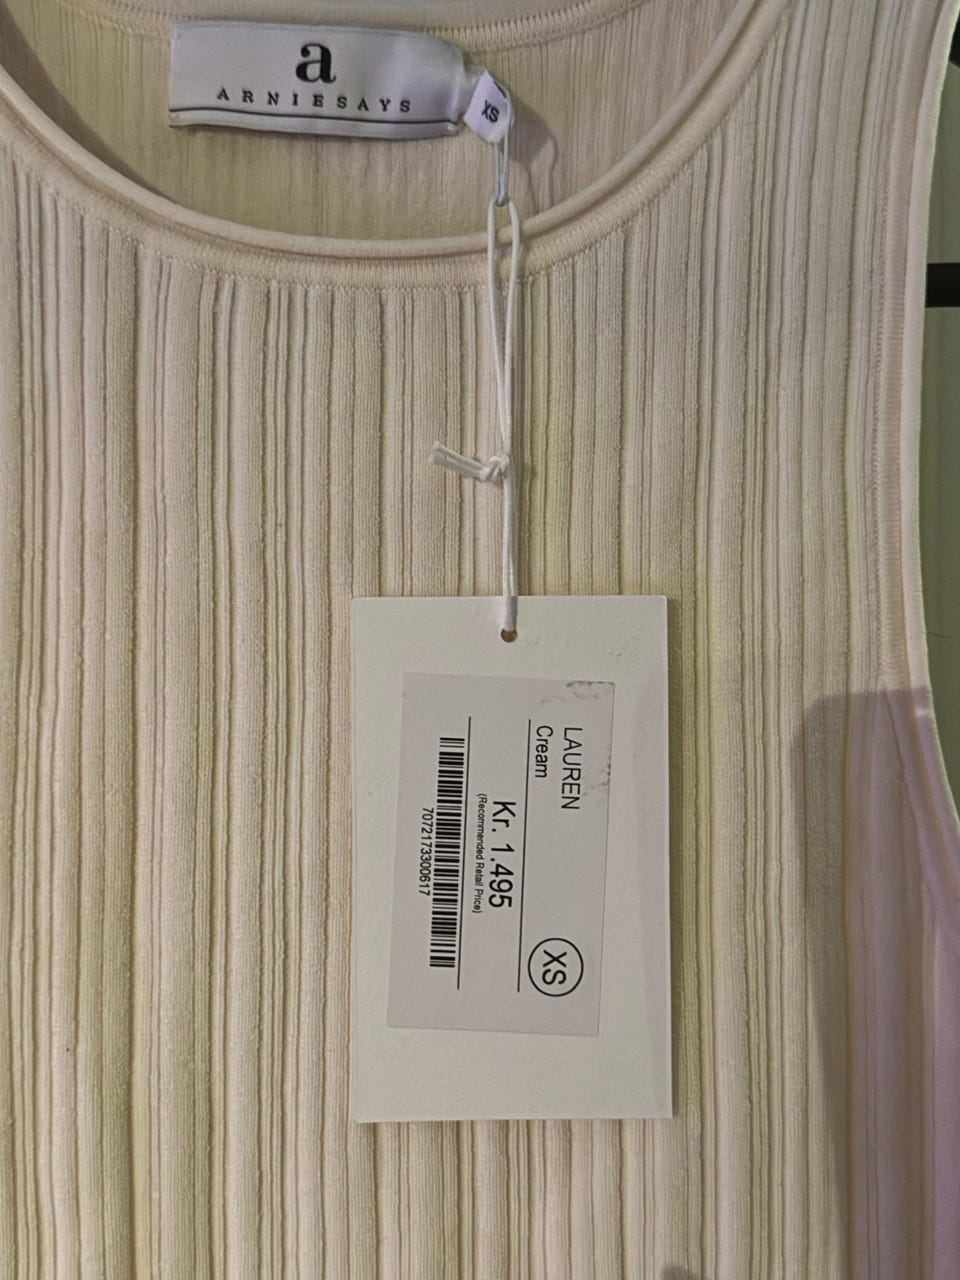 a
ARNIESAYS
XS
LAUREN
Cream
XS
Kr. 1.495
(Recommended Retail Price)
7072173300617